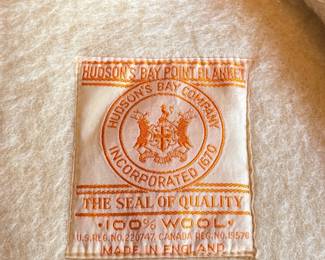 HUDSON'S BAY POINT BLANKET
HUDSON'S BAY COMPANY
INCORPORATED 1670
THE SEAL OF QUALITY
·100% WOOL·
U.S. REG. NO. 220747, CANADA REG. NO. 19576
MADE IN ENGLAND